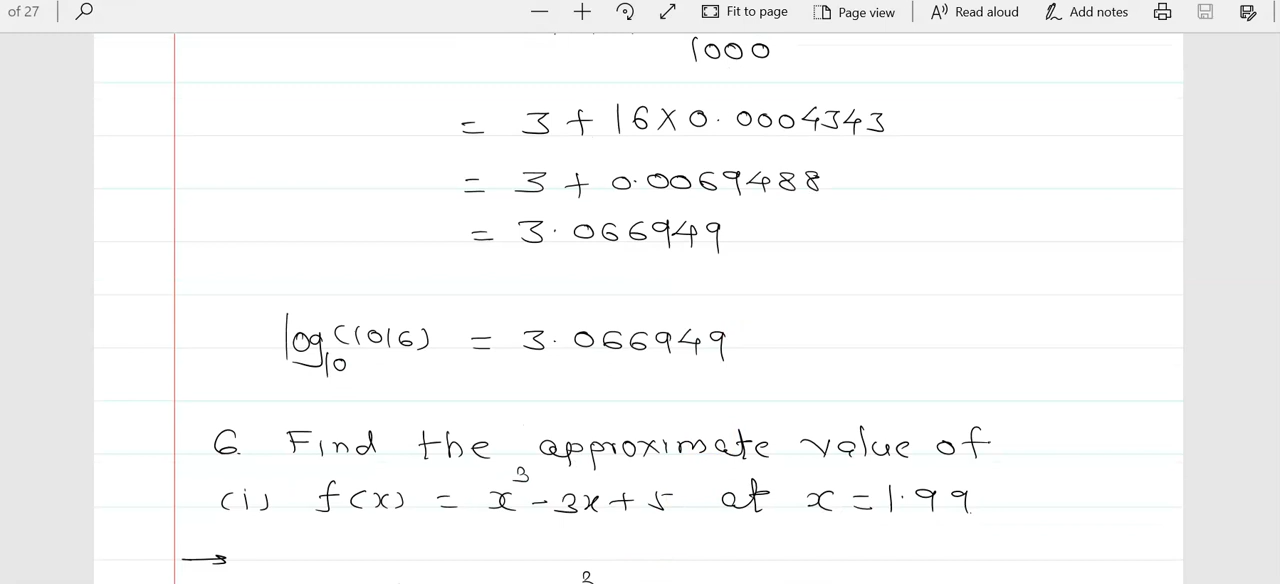 of 27 Fit to page Page view Read aloud Add notes
1000
= 3 + 16 × 0.0004343
= 3 + 0.0069488
= 3.066949
log₁₀(1016) = 3.066949
6. Find the approximate value of
(i) f(x) = x³ - 3x + 5 at x = 1.99
→
3